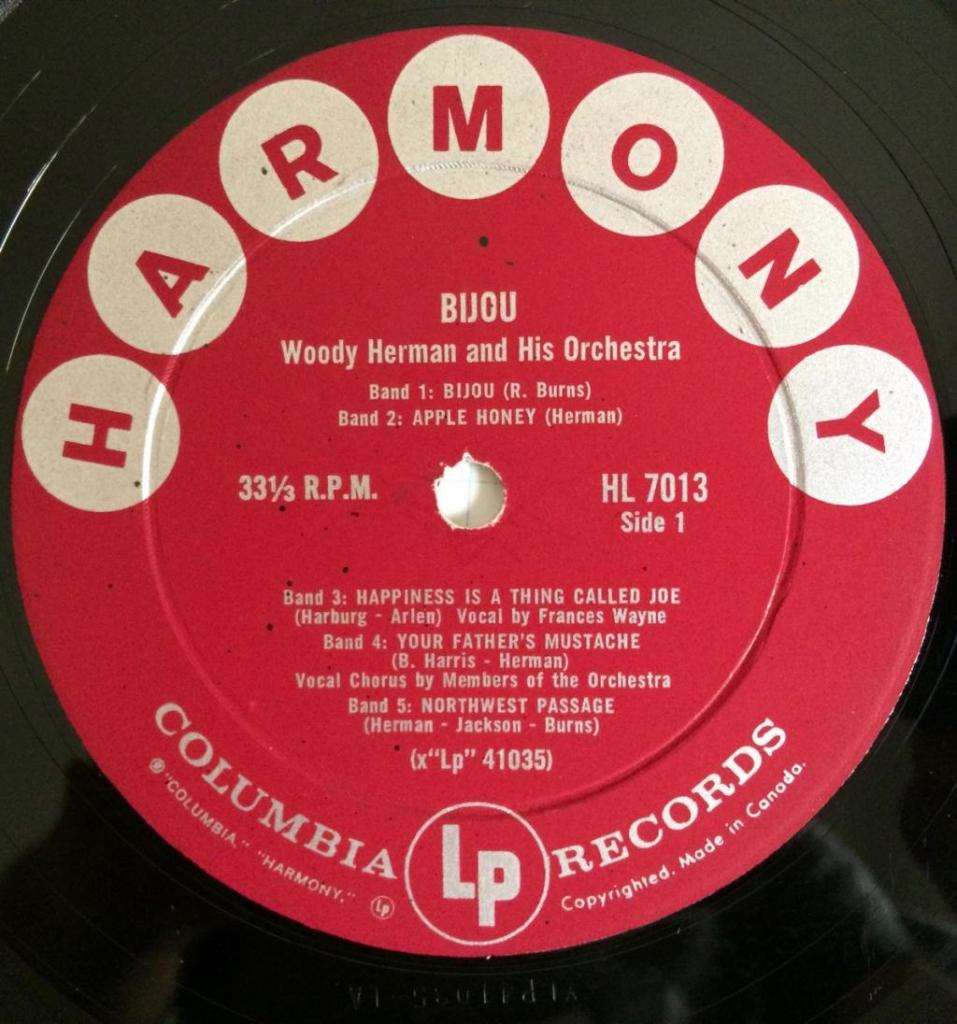 HARMONY
BIJOU
Woody Herman and His Orchestra
Band 1: BIJOU (R. Burns)
Band 2: APPLE HONEY (Herman)
33⅓ R.P.M.
HL 7013
Side 1
Band 3: HAPPINESS IS A THING CALLED JOE
(Harburg - Arlen) Vocal by Frances Wayne
Band 4: YOUR FATHER'S MUSTACHE
(B. Harris - Herman)
Vocal Chorus by Members of the Orchestra
Band 5: NORTHWEST PASSAGE
(Herman - Jackson - Burns)
(x"Lp" 41035)
COLUMBIA LP RECORDS
® "COLUMBIA," "HARMONY," Lp
Copyrighted. Made in Canada.